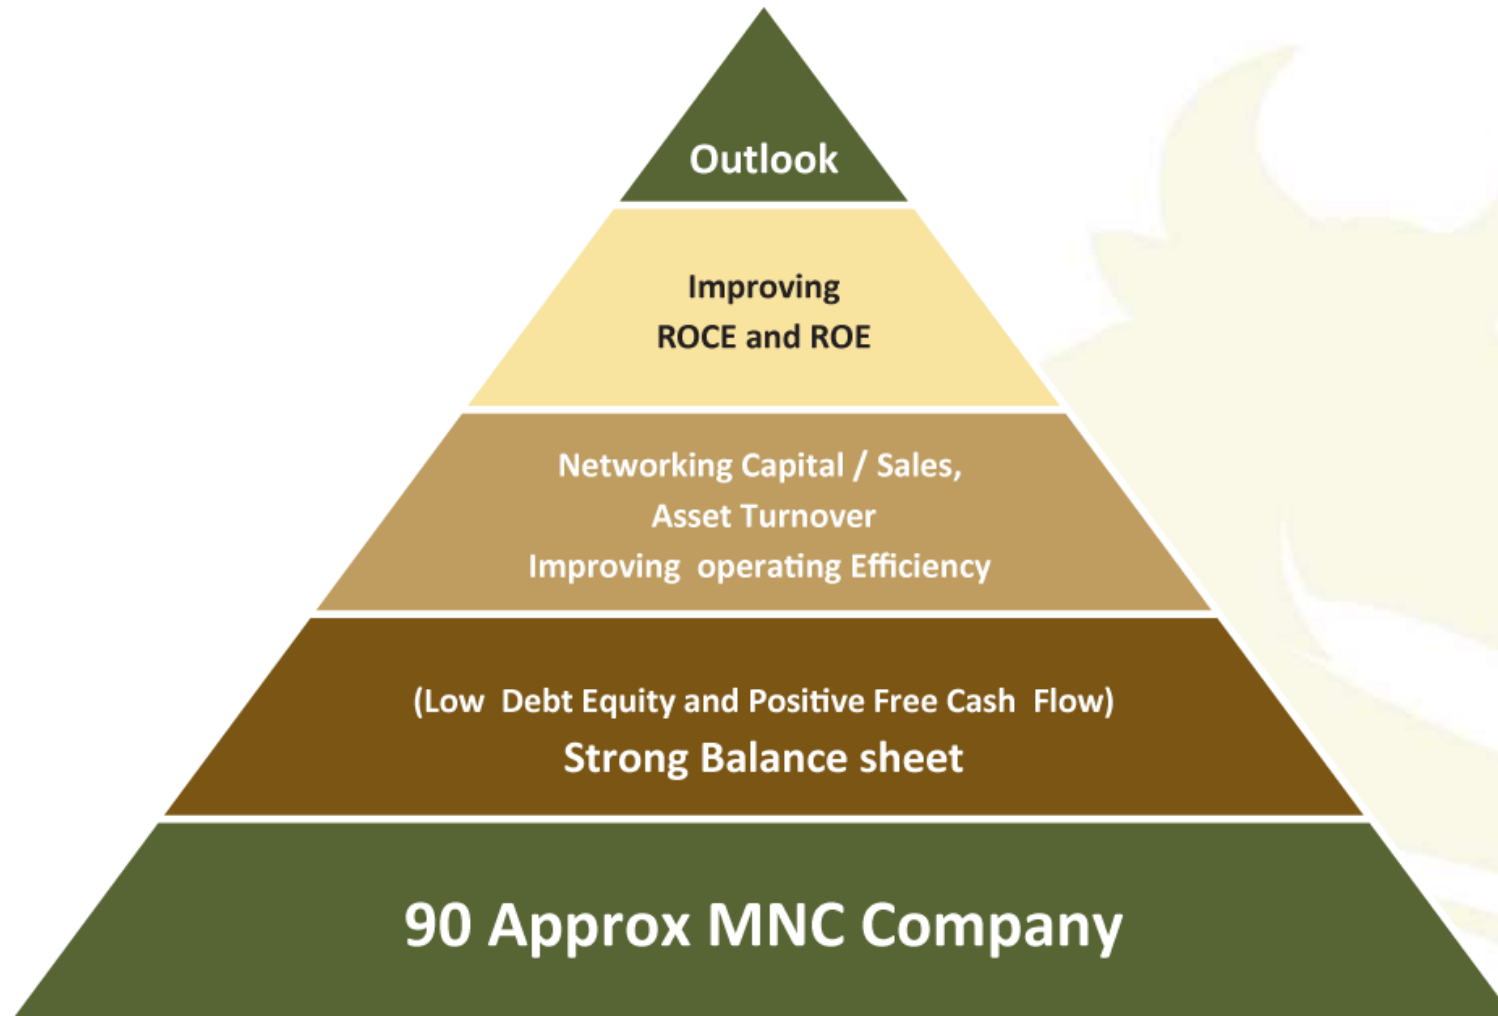 Outlook
Improving
ROCE and ROE
Networking Capital / Sales,
Asset Turnover
Improving operating Efficiency
(Low Debt Equity and Positive Free Cash Flow)
Strong Balance sheet
90 Approx MNC Company